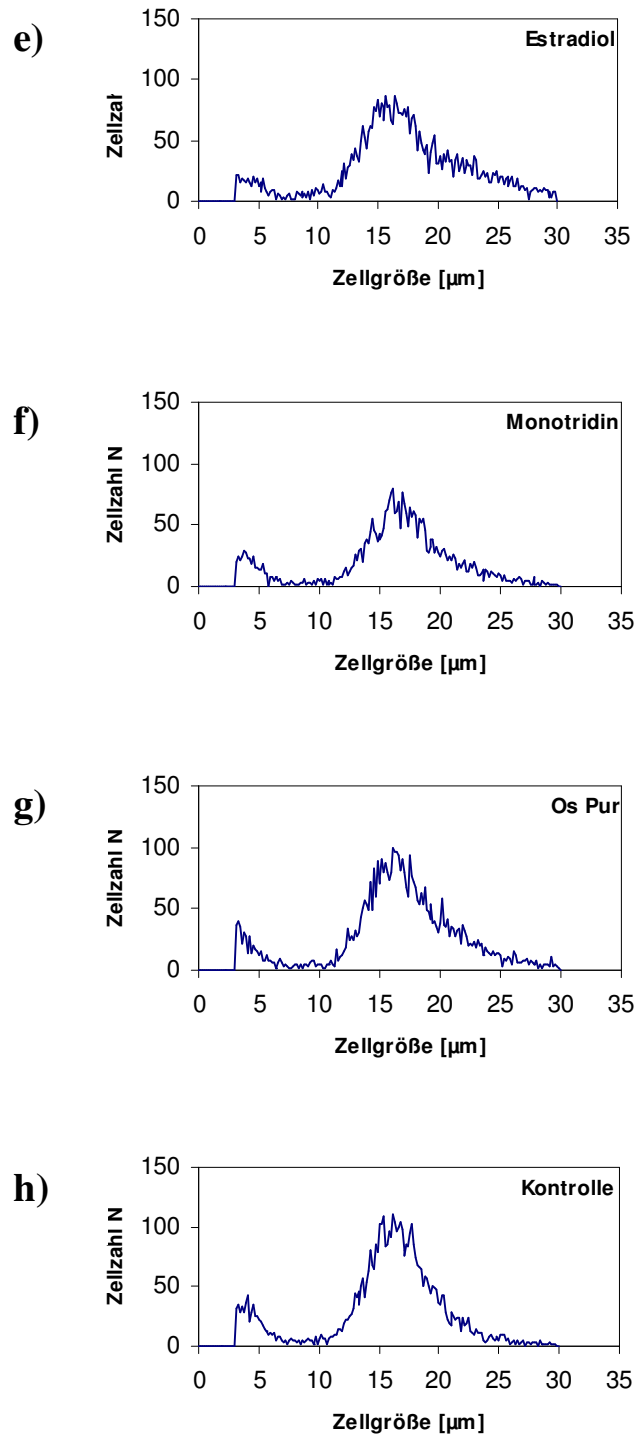 e)
Estradiol
Zellzał
150
100
50
0
0 5 10 15 20 25 30 35
Zellgröße [µm]
f)
Monotridin
Zellzahl N
150
100
50
0
0 5 10 15 20 25 30 35
Zellgröße [µm]
g)
Os Pur
Zellzahl N
150
100
50
0
0 5 10 15 20 25 30 35
Zellgröße [µm]
h)
Kontrolle
Zellzahl N
150
100
50
0
0 5 10 15 20 25 30 35
Zellgröße [µm]